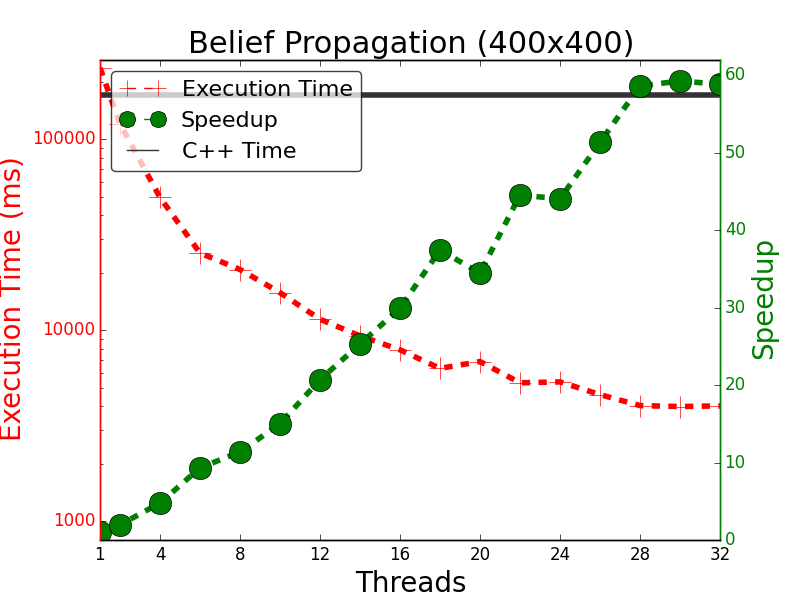 Belief Propagation (400x400)
Execution Time
Speedup
C++ Time
Execution Time (ms)
100000
10000
1000
60
50
40
30
20
10
0
Speedup
1 4 8 12 16 20 24 28 32
Threads